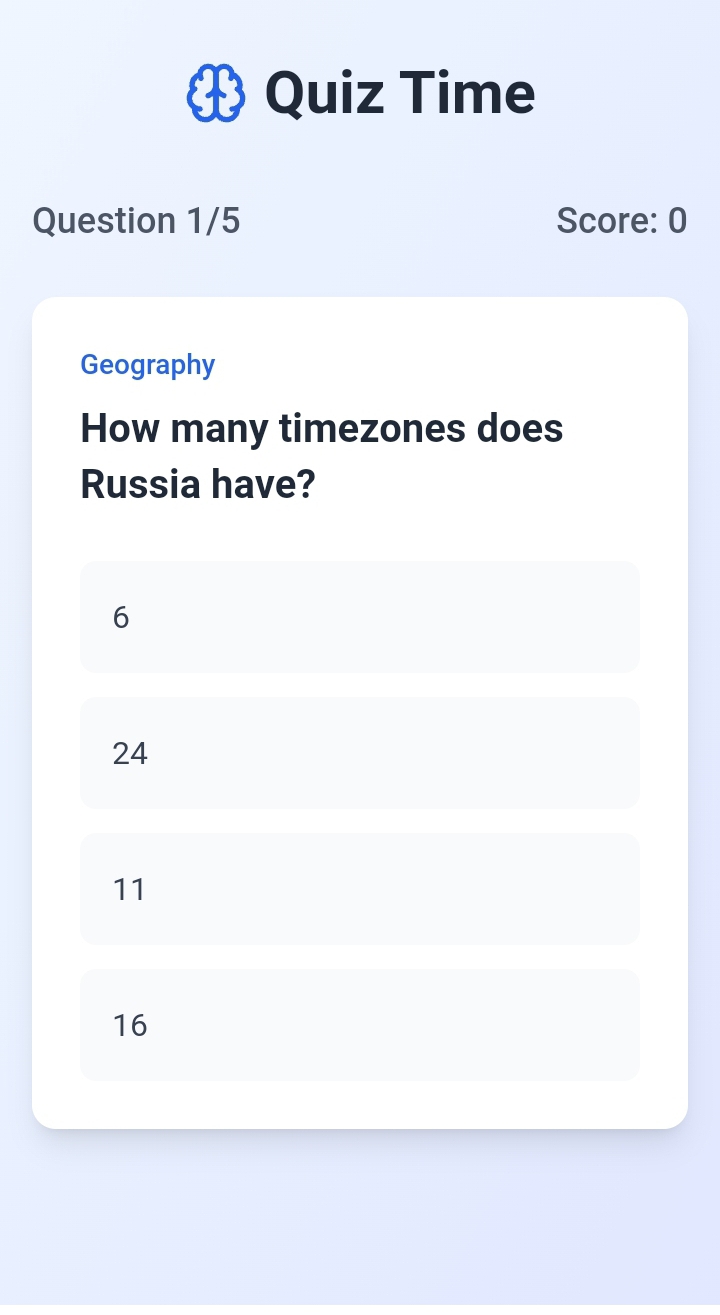 Quiz Time
Question 1/5
Score: 0
Geography
How many timezones does
Russia have?
6
24
11
16